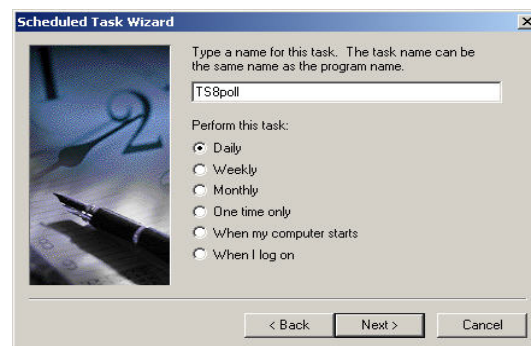 Scheduled Task Wizard
Type a name for this task. The task name can be
the same name as the program name.
TS8poll
Perform this task:
Daily
Weekly
Monthly
One time only
When my computer starts
When I log on
< Back
Next >
Cancel